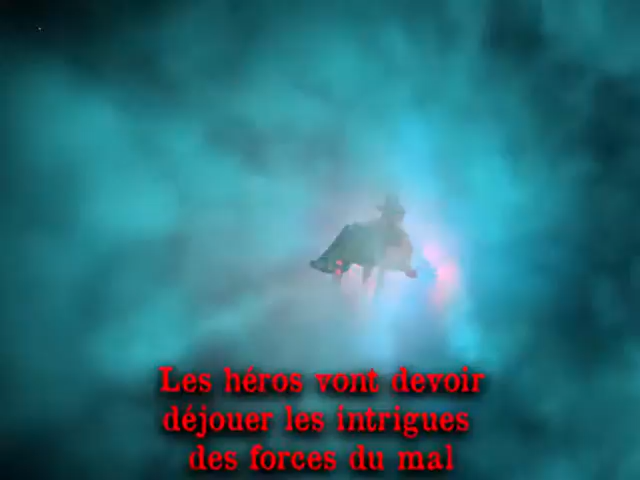 Les héros vont devoir
déjouer les intrigues
des forces du mal